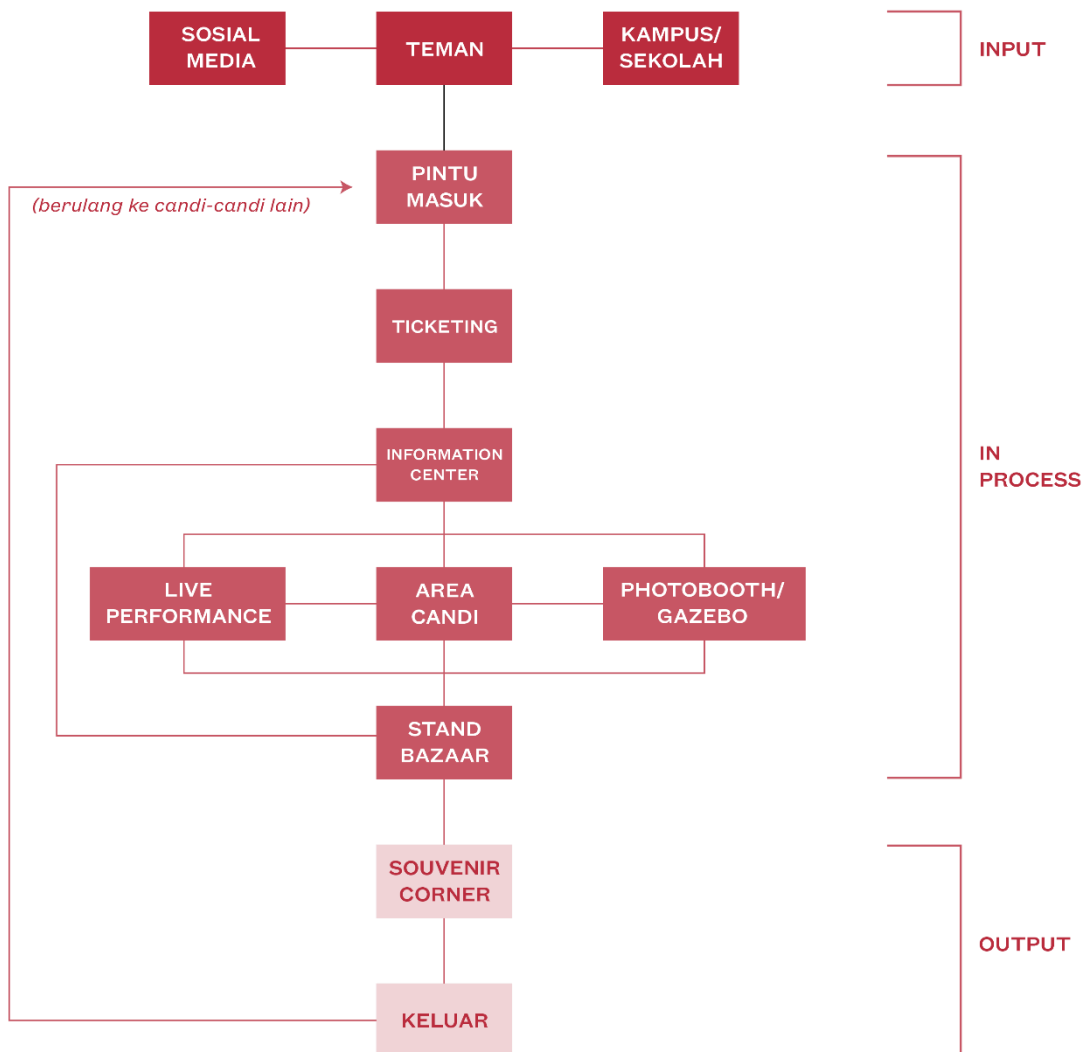 SOSIAL
MEDIA
TEMAN
KAMPUS/
SEKOLAH
INPUT
PINTU
MASUK
(berulang ke candi-candi lain)
TICKETING
INFORMATION
CENTER
IN
PROCESS
LIVE
PERFORMANCE
AREA
CANDI
PHOTOBOOTH/
GAZEBO
STAND
BAZAAR
SOUVENIR
CORNER
OUTPUT
KELUAR